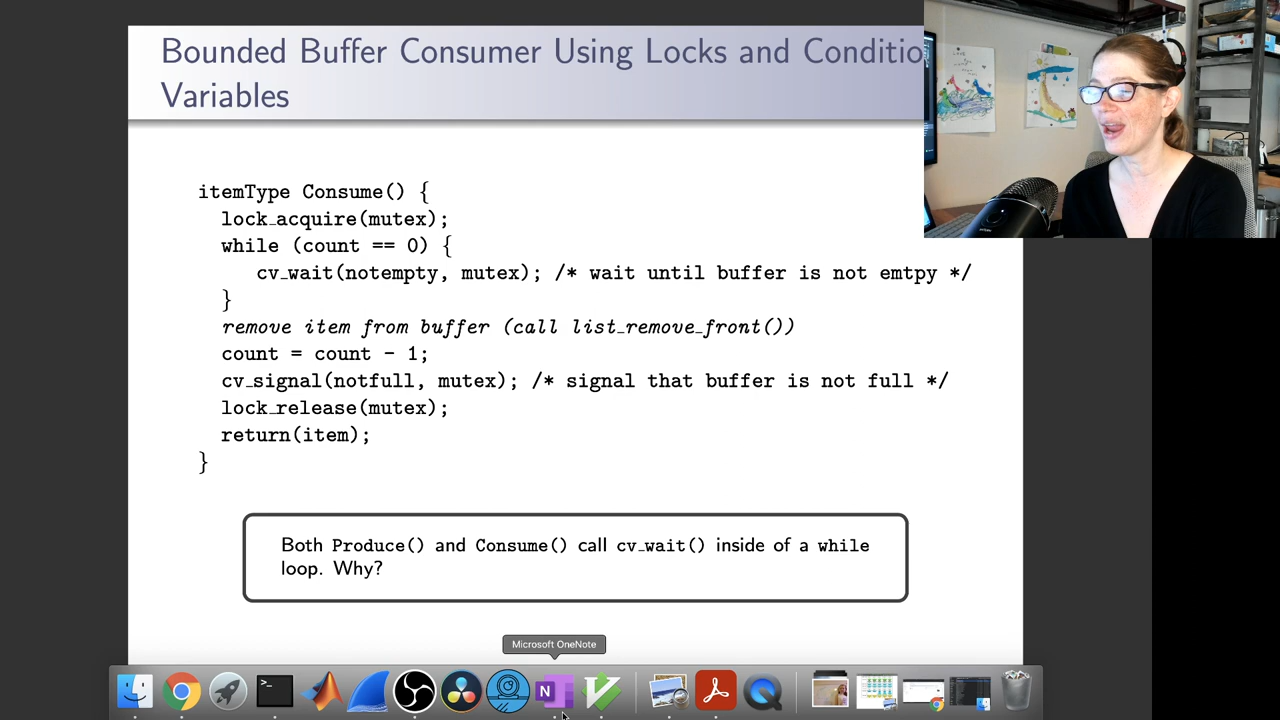 Bounded Buffer Consumer Using Locks and Conditio
Variables
itemType Consume() {
lock_acquire(mutex);
while (count == 0) {
cv_wait(notempty, mutex); /* wait until buffer is not emtpy */
}
remove item from buffer (call list_remove_front())
count = count - 1;
cv_signal(notfull, mutex); /* signal that buffer is not full */
lock_release(mutex);
return(item);
}
Both Produce() and Consume() call cv_wait() inside of a while
loop. Why?
Microsoft OneNote
>_
N